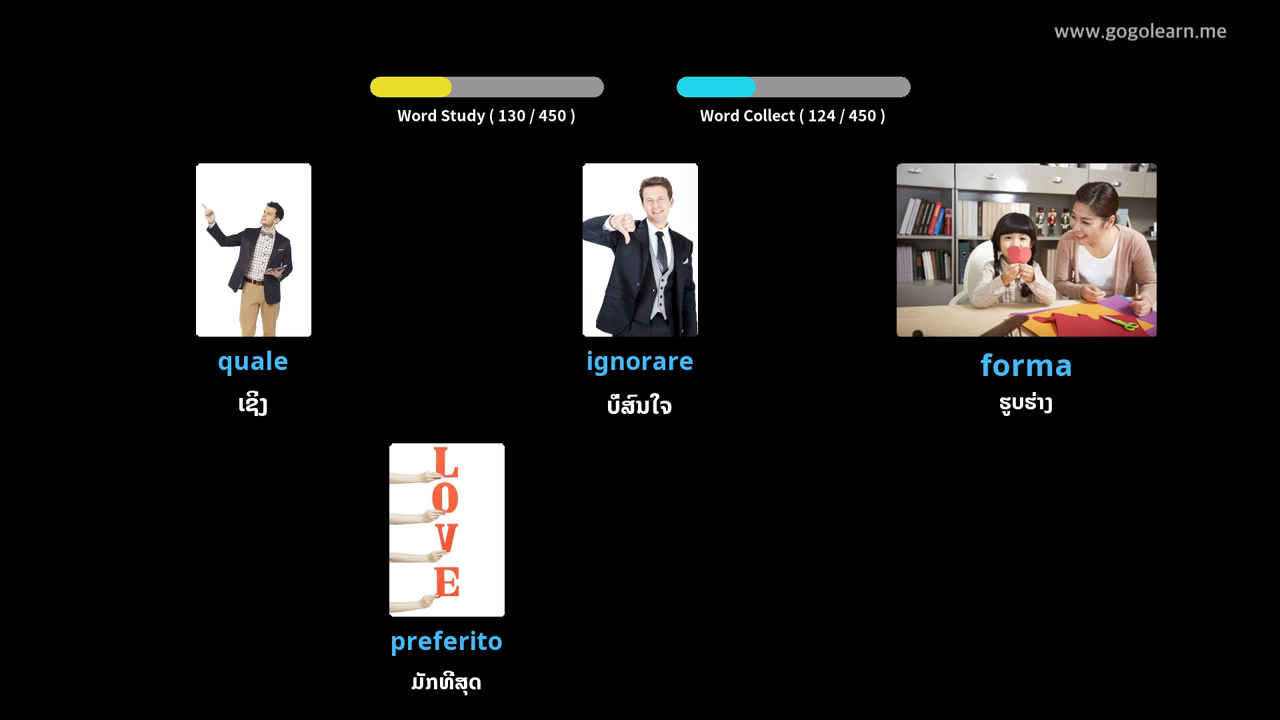 www.gogolearn.me
Word Study ( 130 / 450 )
Word Collect ( 124 / 450 )
quale
ເຊິ່ງ
ignorare
ບໍ່ສົນໃຈ
forma
ຮູບຮ່າງ
LOVE
preferito
ມັກທີ່ສຸດ